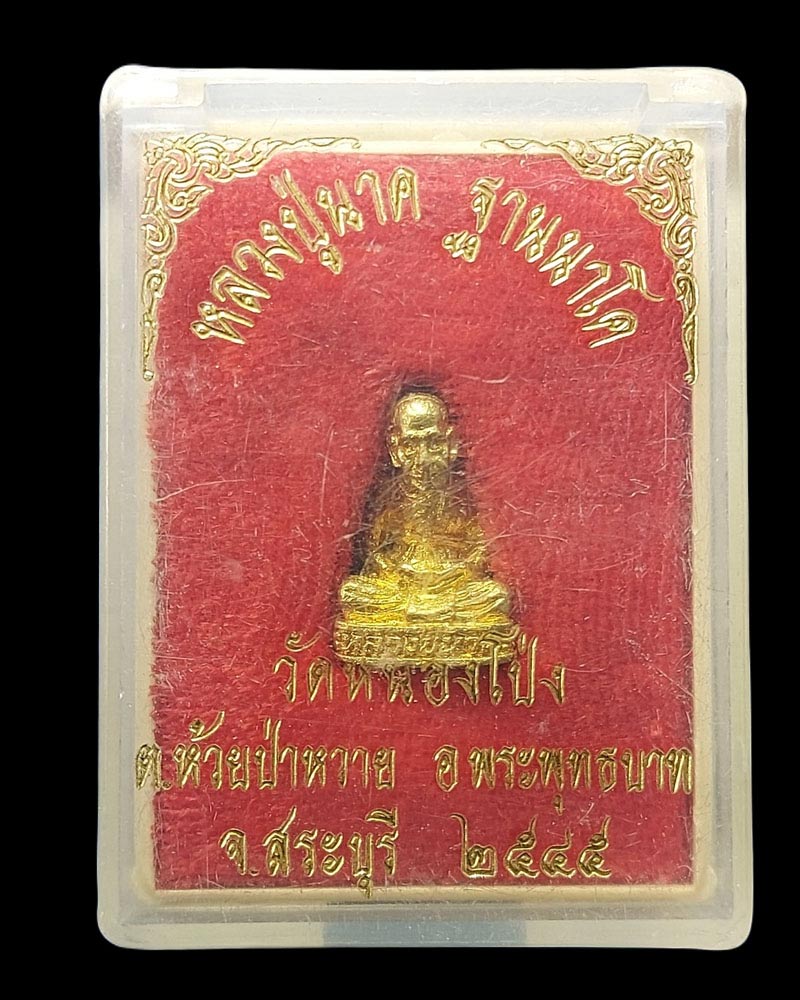 หลวงปู่นาค ฐานนาโค
วัดหนองโป่ง
ต.ห้วยป่าหวาย อ พระพุทธบาท
จ.สระบุรี ๒๕๔๕